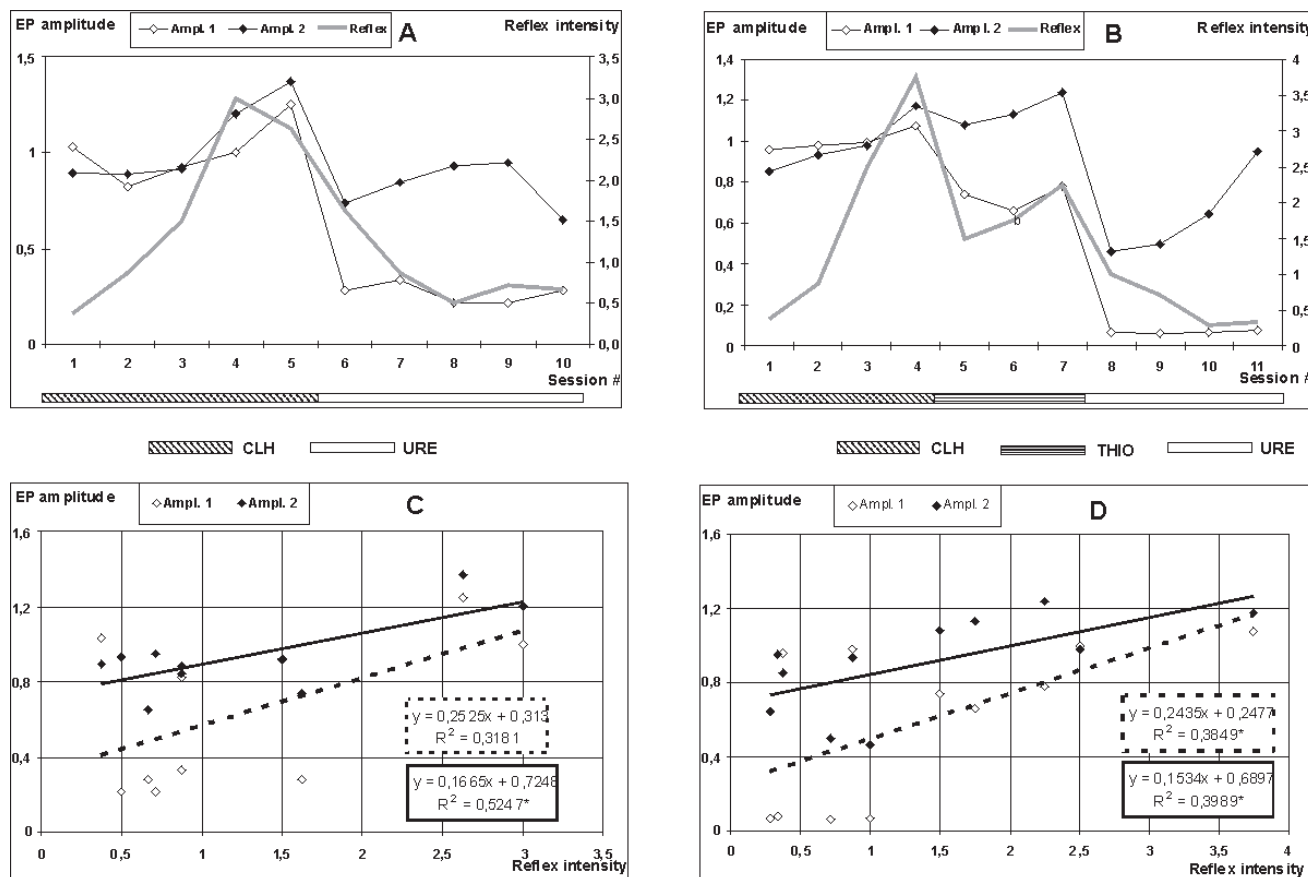 EP amplitude
Ampl. 1 Ampl. 2 Reflex
A
Reflex intensity
1,5
1
0,5
0
3,5
3,0
2,5
2,0
1,5
1,0
0,5
0,0
1 2 3 4 5 6 7 8 9 10
Session #
CLH URE
EP amplitude
Ampl. 1 Ampl. 2 Reflex
B
Reflex intensity
1,4
1,2
1
0,8
0,6
0,4
0,2
0
4
3,5
3
2,5
2
1,5
1
0,5
0
1 2 3 4 5 6 7 8 9 10 11
Session #
CLH THIO URE
EP amplitude
Ampl. 1 Ampl. 2
C
1,6
1,2
0,8
0,4
0
y = 0,2525x + 0,313
R² = 0,3181
y = 0,1665x + 0,7248
R² = 0,5247*
0 0,5 1 1,5 2 2,5 3 3,5
Reflex intensity
EP amplitude
Ampl. 1 Ampl. 2
D
1,6
1,2
0,8
0,4
0
y = 0,2435x + 0,2477
R² = 0,3849*
y = 0,1534x + 0,6897
R² = 0,3989*
0 0,5 1 1,5 2 2,5 3 3,5 4
Reflex intensity